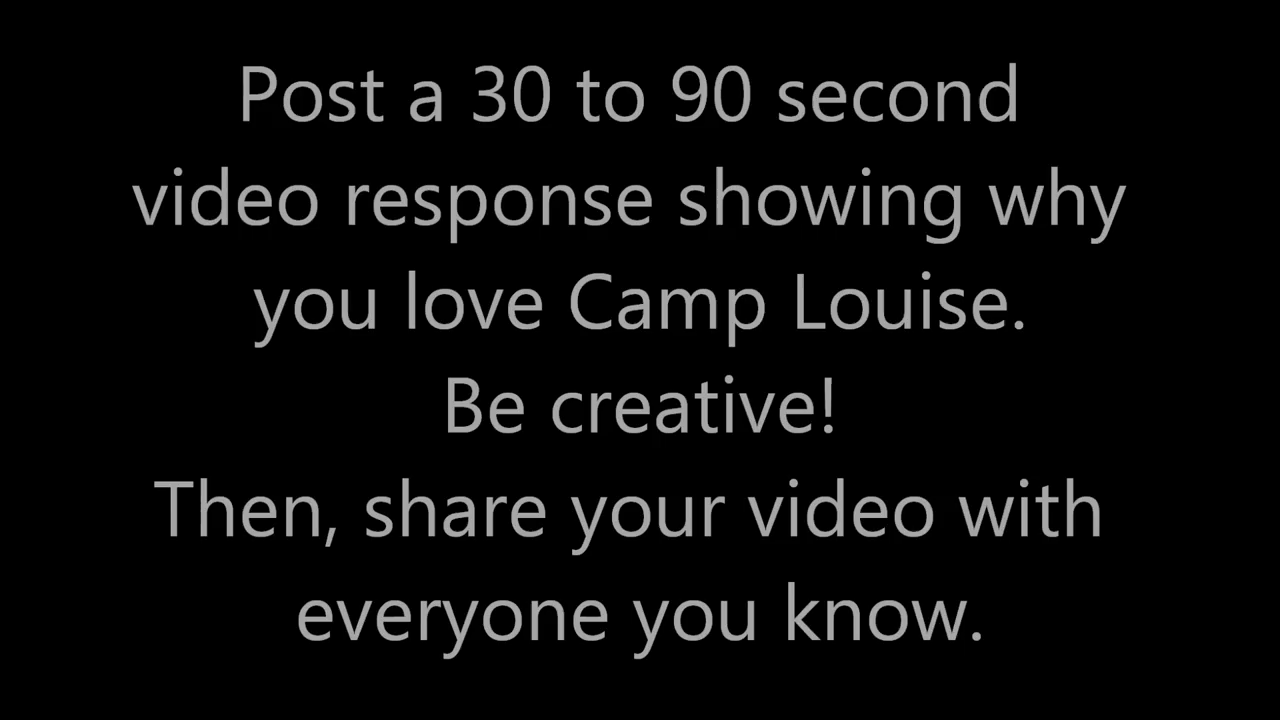 Post a 30 to 90 second
video response showing why
you love Camp Louise.
Be creative!
Then, share your video with
everyone you know.